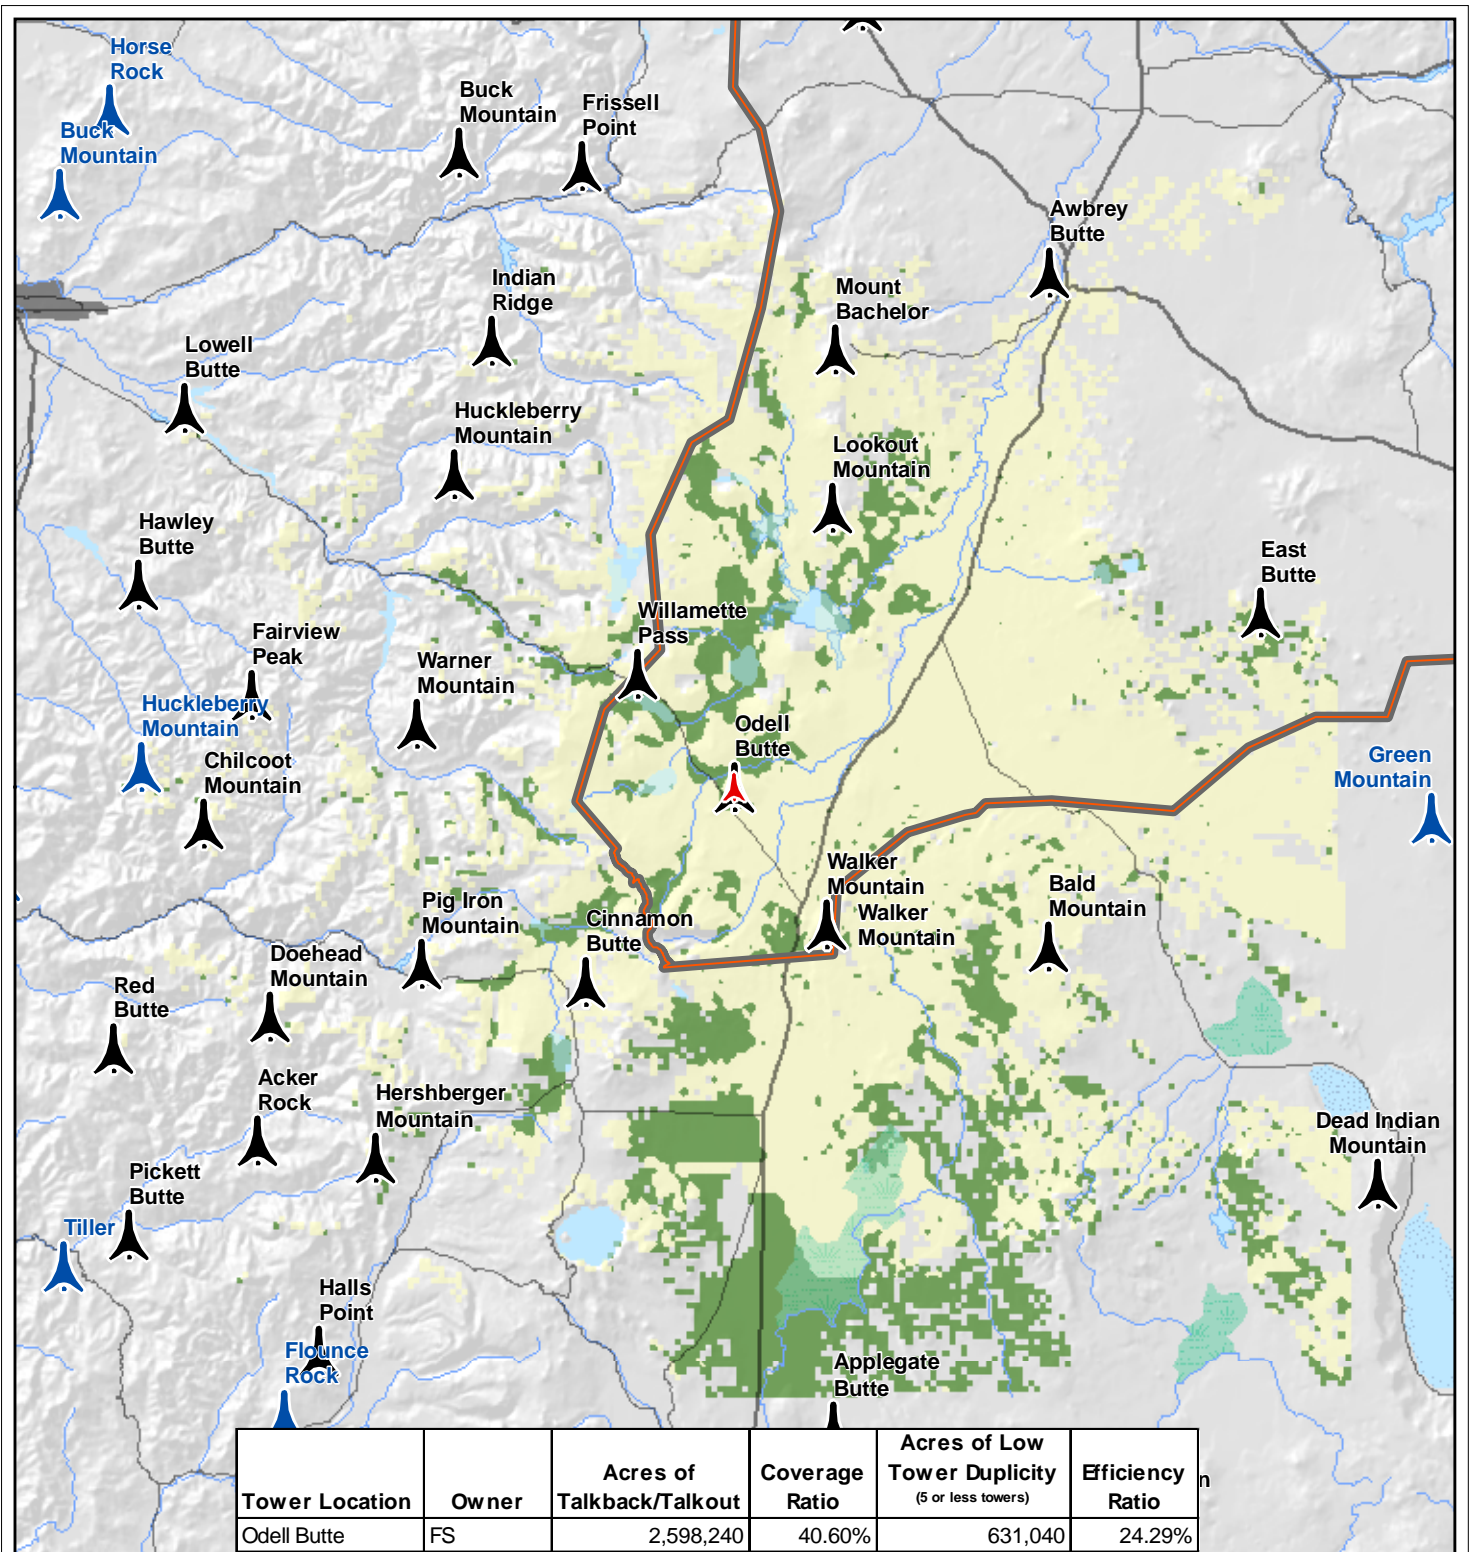 Horse
Rock
Buck
Mountain
Buck
Mountain
Frissell
Point
Awbrey
Butte
Indian
Ridge
Mount
Bachelor
Lowell
Butte
Huckleberry
Mountain
Lookout
Mountain
Hawley
Butte
East
Butte
Willamette
Pass
Fairview
Peak
Warner
Mountain
Huckleberry
Mountain
Odell
Butte
Green
Mountain
Chilcoot
Mountain
Walker
Mountain
Walker
Mountain
Bald
Mountain
Pig Iron
Mountain
Cinnamon
Butte
Doehead
Mountain
Red
Butte
Acker
Rock
Hershberger
Mountain
Dead Indian
Mountain
Pickett
Butte
Tiller
Halls
Point
Flounce
Rock
Applegate
Butte
Tower Location
Owner
Acres of
Talkback/Talkout
Coverage
Ratio
Acres of Low
Tower Duplicity
(5 or less towers)
Efficiency
Ratio
Odell Butte
FS
2,598,240
40.60%
631,040
24.29%